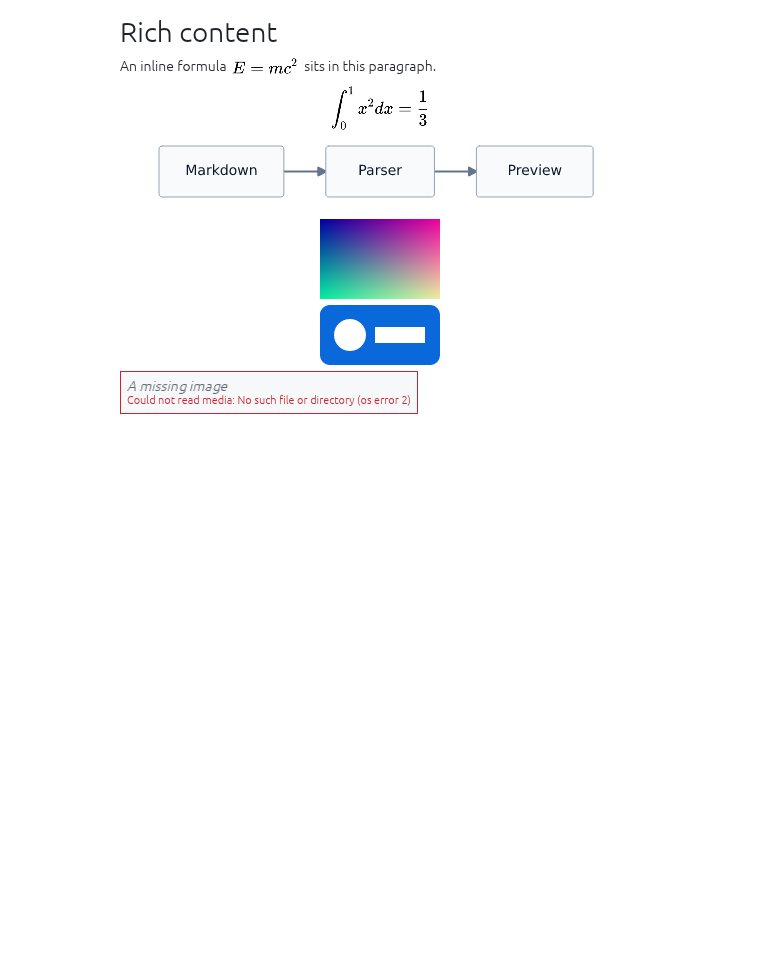 Rich content
An inline formula E = mc² sits in this paragraph.
∫₀¹ x²dx = 1/3
Markdown
Parser
Preview
A missing image
Could not read media: No such file or directory (os error 2)